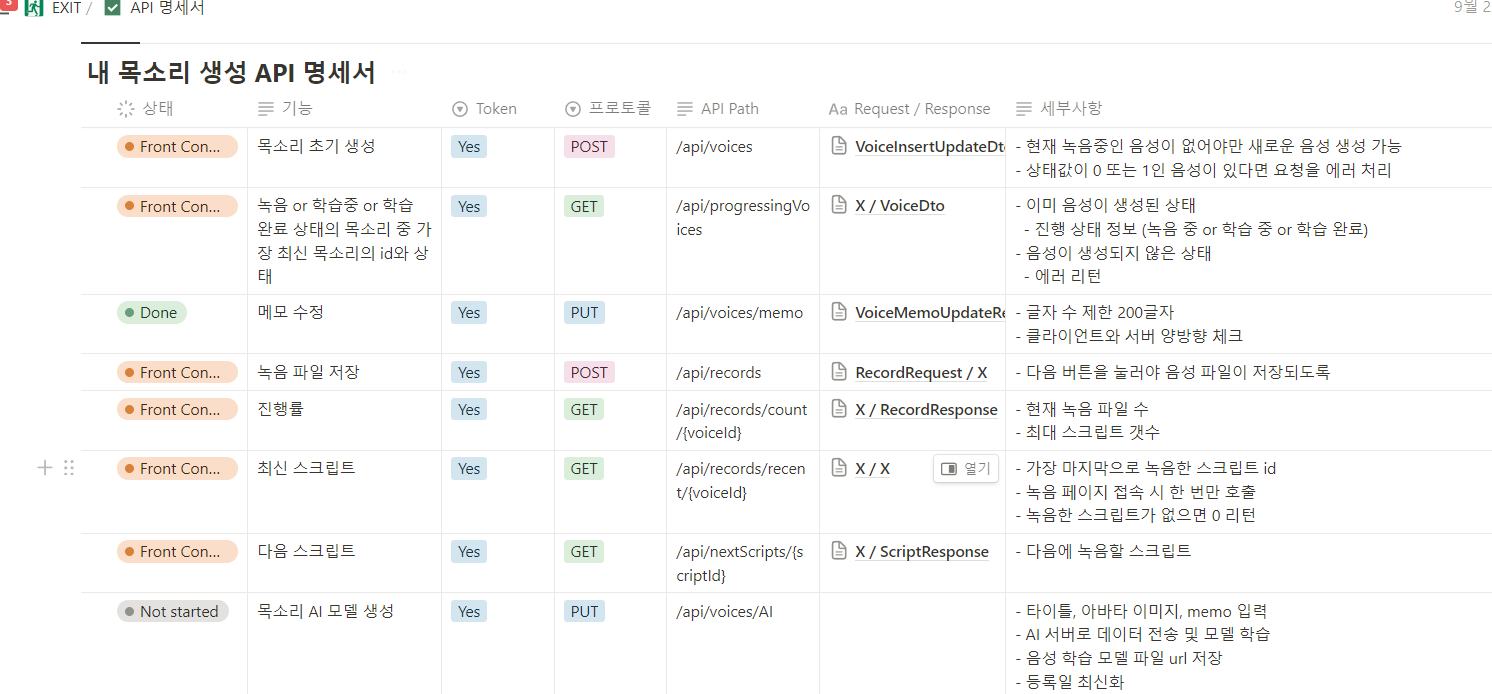 3 EXIT / API 명세서
9월 2
내 목소리 생성 API 명세서
상태 기능 Token 프로토콜 API Path Aa Request / Response 세부사항
Front Con... 목소리 초기 생성 Yes POST /api/voices VoiceInsertUpdateDt - 현재 녹음중인 음성이 없어야만 새로운 음성 생성 가능
- 상태값이 0 또는 1인 음성이 있다면 요청을 에러 처리
Front Con... 녹음 or 학습중 or 학습 Yes GET /api/progressingVo X / VoiceDto - 이미 음성이 생성된 상태
완료 상태의 목소리 중 가 ices - 진행 상태 정보 (녹음 중 or 학습 중 or 학습 완료)
장 최신 목소리의 id와 상 - 음성이 생성되지 않은 상태
태 - 에러 리턴
Done 메모 수정 Yes PUT /api/voices/memo VoiceMemoUpdateRe - 글자 수 제한 200글자
- 클라이언트와 서버 양방향 체크
Front Con... 녹음 파일 저장 Yes POST /api/records RecordRequest / X - 다음 버튼을 눌러야 음성 파일이 저장되도록
Front Con... 진행률 Yes GET /api/records/count X / RecordResponse - 현재 녹음 파일 수
/{voiceId} - 최대 스크립트 갯수
Front Con... 최신 스크립트 Yes GET /api/records/recen X / X 열기 - 가장 마지막으로 녹음한 스크립트 id
t/{voiceId} - 녹음 페이지 접속 시 한 번만 호출
- 녹음한 스크립트가 없으면 0 리턴
Front Con... 다음 스크립트 Yes GET /api/nextScripts/{s X / ScriptResponse - 다음에 녹음할 스크립트
criptId}
Not started 목소리 AI 모델 생성 Yes PUT /api/voices/AI - 타이틀, 아바타 이미지, memo 입력
- AI 서버로 데이터 전송 및 모델 학습
- 음성 학습 모델 파일 url 저장
- 등록일 최신화